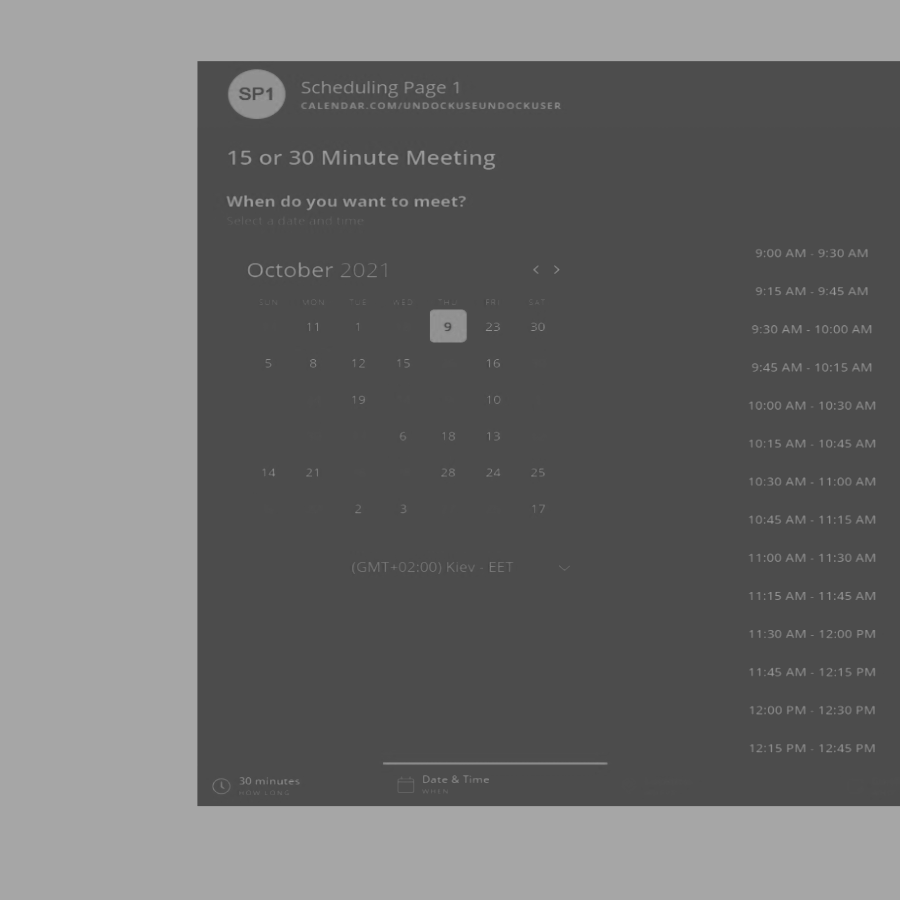 SP1
Scheduling Page 1
CALENDAR.COM/UNDOCKUSEUNDOCKUSER
15 or 30 Minute Meeting
When do you want to meet?
Select a date and time
October 2021
SUN MON TUE WED THU FRI SAT
11 1 9 23 30
5 8 12 15 16
19 10
6 18 13
14 21 28 24 25
2 3 17
(GMT+02:00) Kiev - EET
9:00 AM - 9:30 AM
9:15 AM - 9:45 AM
9:30 AM - 10:00 AM
9:45 AM - 10:15 AM
10:00 AM - 10:30 AM
10:15 AM - 10:45 AM
10:30 AM - 11:00 AM
10:45 AM - 11:15 AM
11:00 AM - 11:30 AM
11:15 AM - 11:45 AM
11:30 AM - 12:00 PM
11:45 AM - 12:15 PM
12:00 PM - 12:30 PM
12:15 PM - 12:45 PM
30 minutes
HOW LONG
Date & Time
WHEN